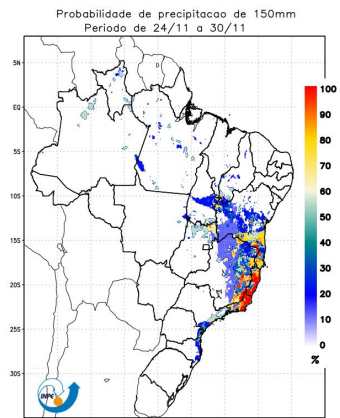 Probabilidade de precipitacao de 150mm
Periodo de 24/11 a 30/11
5N
EQ
5S
10S
15S
20S
25S
30S
100
90
80
70
60
50
40
30
20
10
0
%
INPE